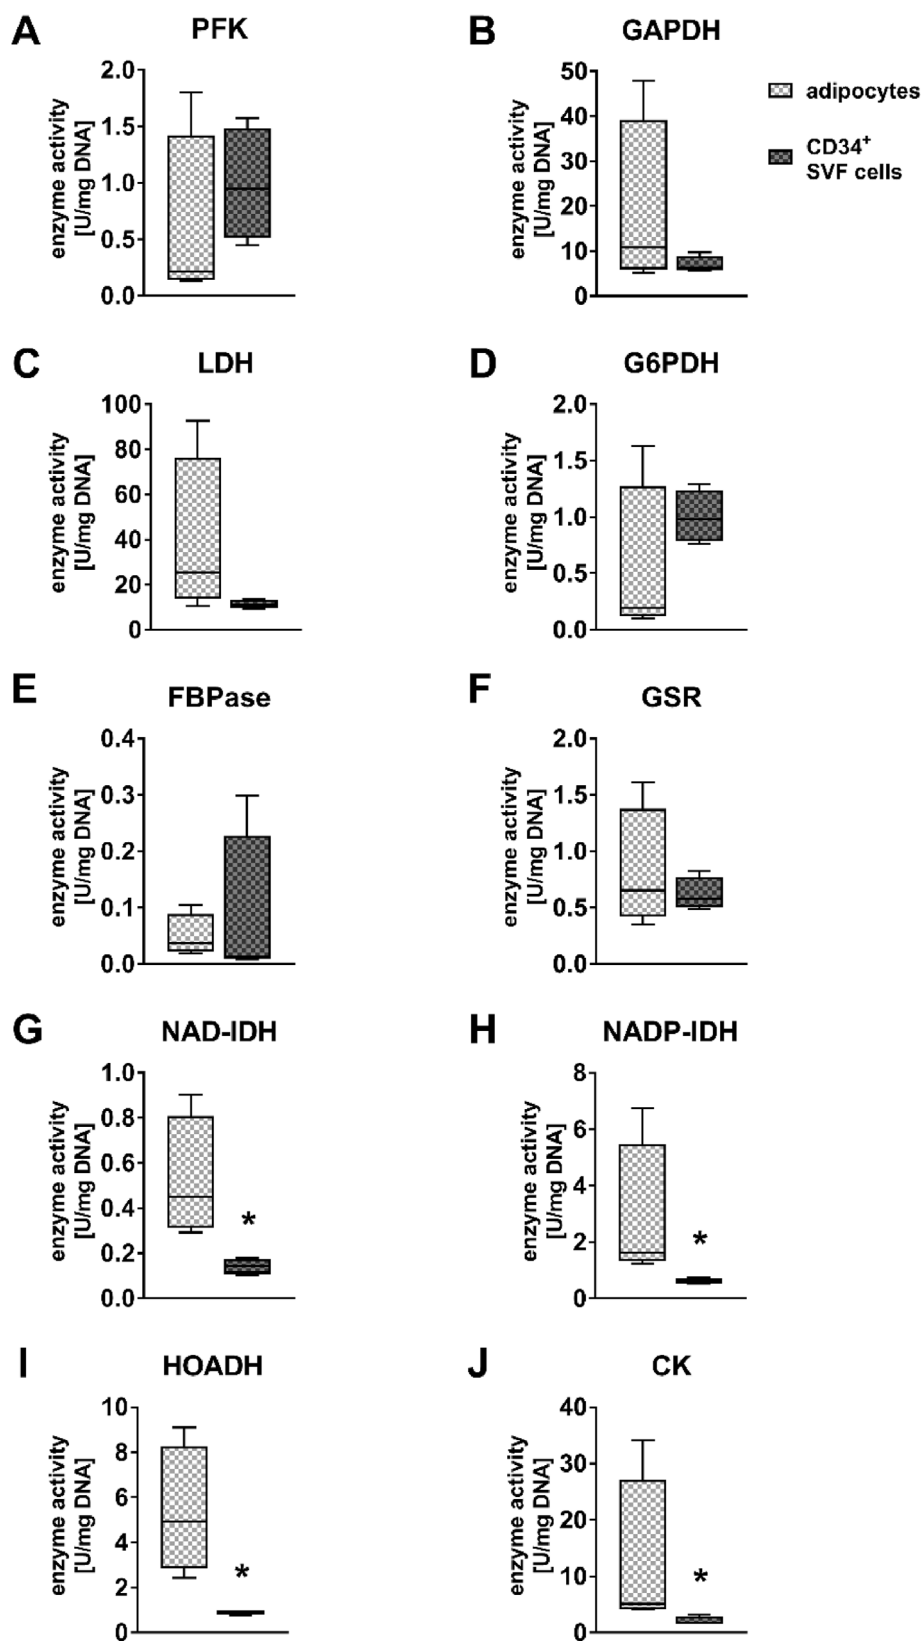 A
PFK
enzyme activity
[U/mg DNA]
2.0
1.5
1.0
0.5
0.0
B
GAPDH
enzyme activity
[U/mg DNA]
50
40
30
20
10
0
adipocytes
CD34+
SVF cells
C
LDH
enzyme activity
[U/mg DNA]
100
80
60
40
20
0
D
G6PDH
enzyme activity
[U/mg DNA]
2.0
1.5
1.0
0.5
0.0
E
FBPase
enzyme activity
[U/mg DNA]
0.4
0.3
0.2
0.1
0.0
F
GSR
enzyme activity
[U/mg DNA]
2.0
1.5
1.0
0.5
0.0
G
NAD-IDH
enzyme activity
[U/mg DNA]
1.0
0.8
0.6
0.4
0.2
0.0
*
H
NADP-IDH
enzyme activity
[U/mg DNA]
8
6
4
2
0
*
I
HOADH
enzyme activity
[U/mg DNA]
10
8
6
4
2
0
*
J
CK
enzyme activity
[U/mg DNA]
40
30
20
10
0
*